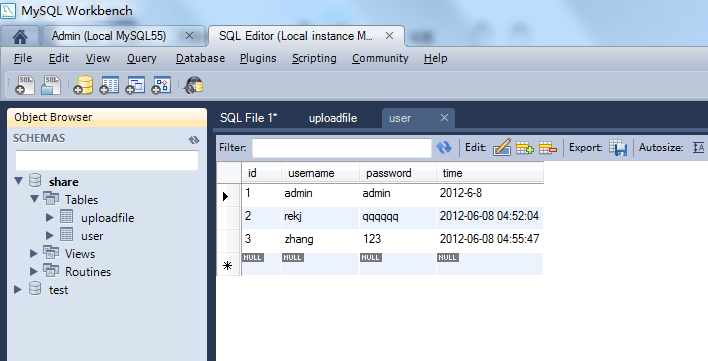 MySQL Workbench
Admin (Local MySQL55) SQL Editor (Local instance M...
File Edit View Query Database Plugins Scripting Community Help
Object Browser
SQL File 1* uploadfile user
SCHEMAS
Filter: Edit: Export: Autosize:
id username password time
share
1 admin admin 2012-6-8
Tables
2 rekj qqqqqq 2012-06-08 04:52:04
uploadfile
user
3 zhang 123 2012-06-08 04:55:47
Views
NULL NULL NULL NULL
Routines
test